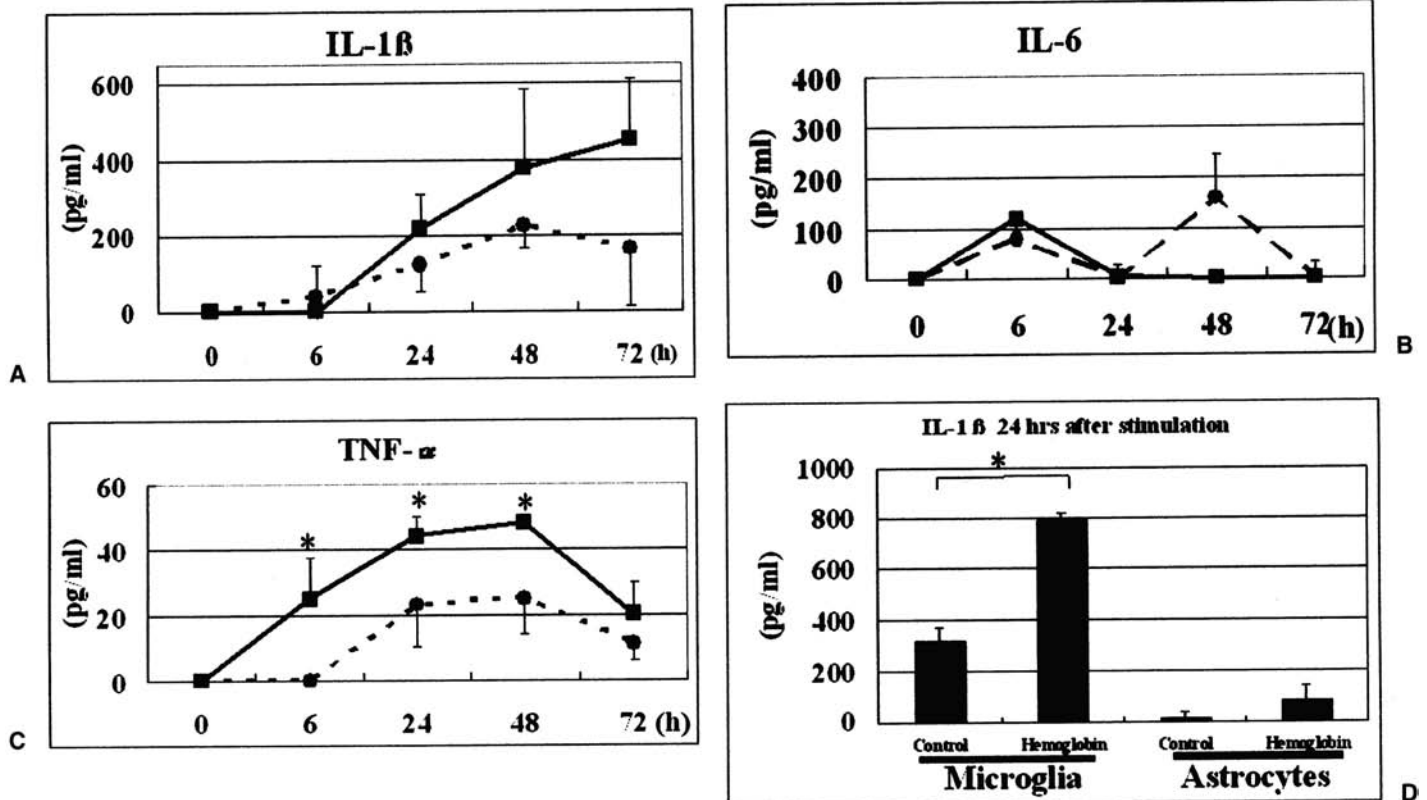 IL-1ß
600
400
200
0
(pg/ml)
0 6 24 48 72 (h)
A
IL-6
400
300
200
100
0
(pg/ml)
0 6 24 48 72(h)
B
TNF-α
60
40
20
0
(pg/ml)
* * *
0 6 24 48 72 (h)
C
IL-1ß 24 hrs after stimulation
1000
800
600
400
200
0
(pg/ml)
*
Control Hemoglobin Control Hemoglobin
Microglia Astrocytes
D